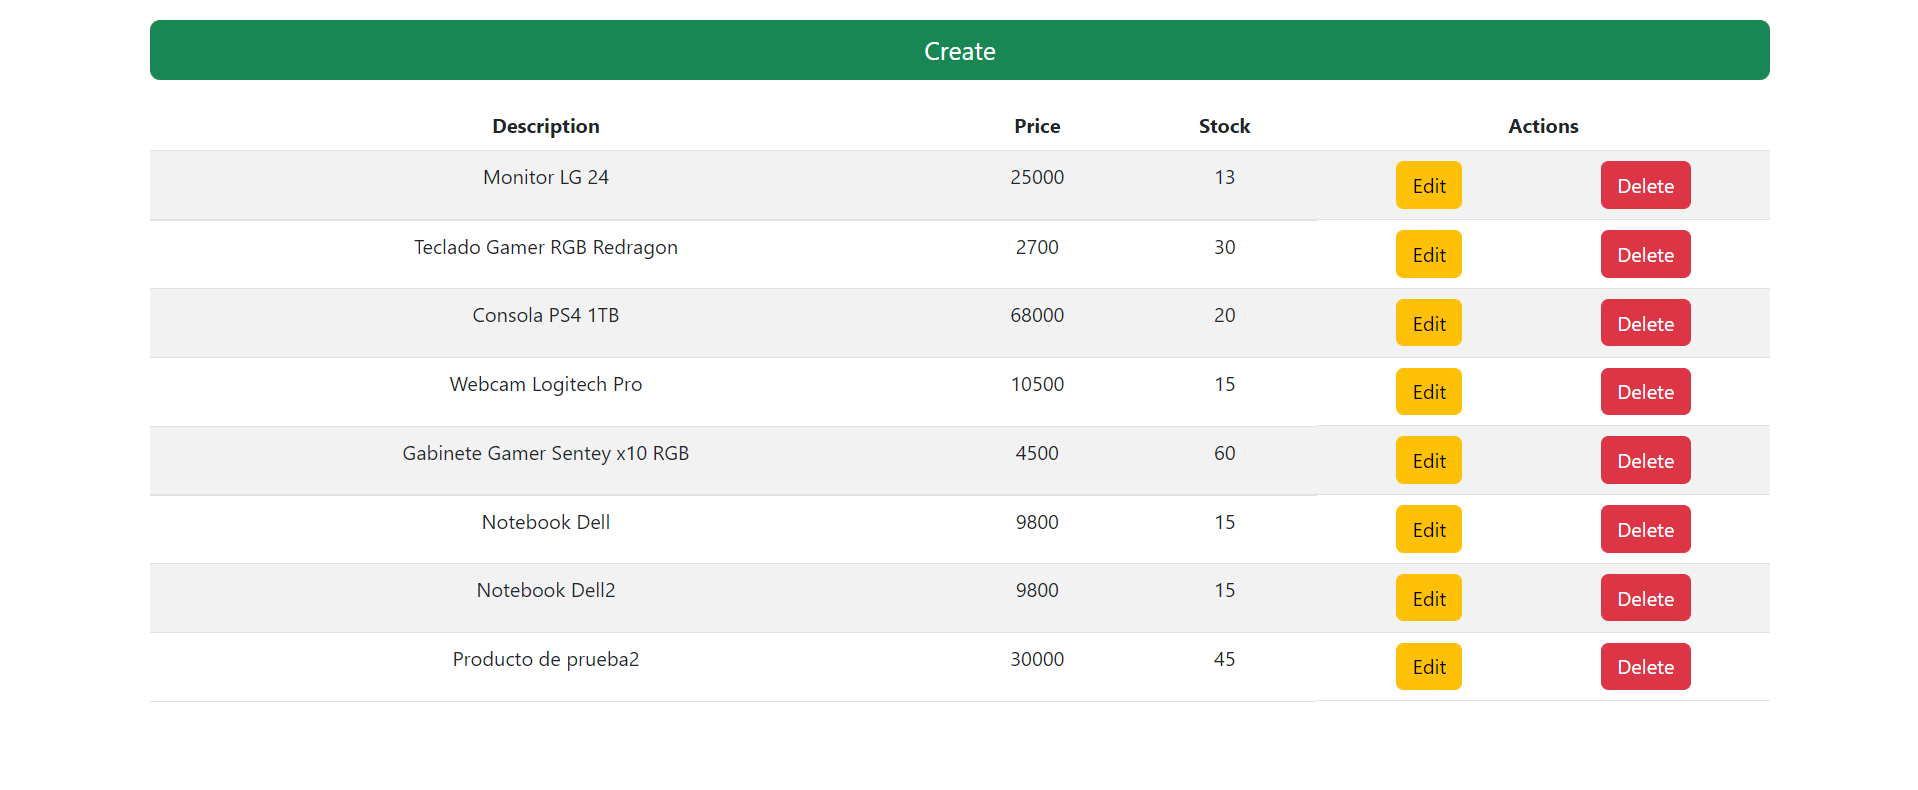 Create
Description Price Stock Actions
Monitor LG 24 25000 13 Edit Delete
Teclado Gamer RGB Redragon 2700 30 Edit Delete
Consola PS4 1TB 68000 20 Edit Delete
Webcam Logitech Pro 10500 15 Edit Delete
Gabinete Gamer Sentey x10 RGB 4500 60 Edit Delete
Notebook Dell 9800 15 Edit Delete
Notebook Dell2 9800 15 Edit Delete
Producto de prueba2 30000 45 Edit Delete